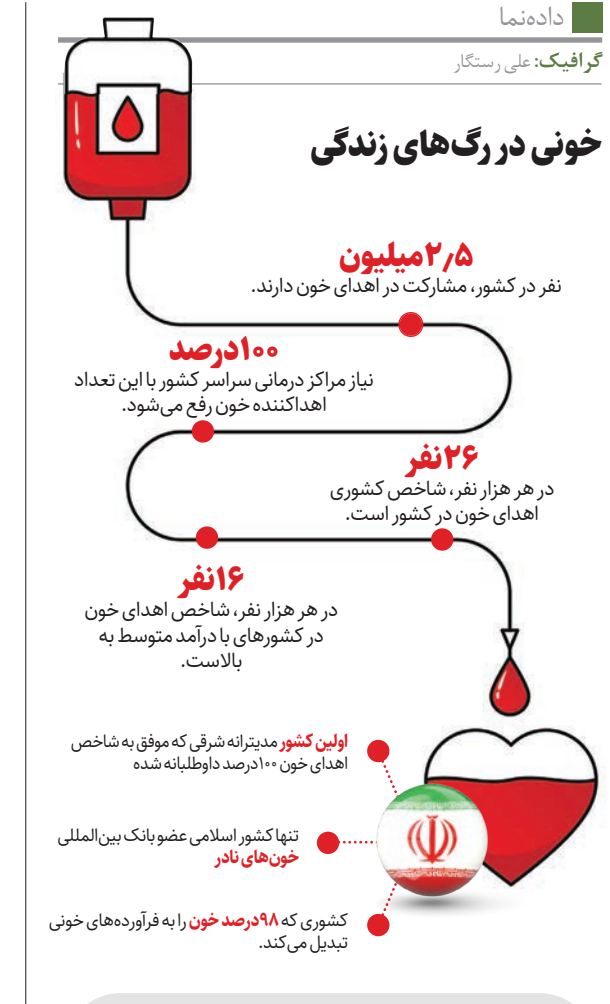 داده‌نما
گرافیک: علی رستگار
خونی در رگ‌های زندگی
۲٫۵میلیون
نفر در کشور، مشارکت در اهدای خون دارند.
۱۰۰درصد
نیاز مراکز درمانی سراسر کشور با این تعداد
اهداکننده خون رفع می‌شود.
۲۶نفر
در هر هزار نفر، شاخص کشوری
اهدای خون در کشور است.
۱۶نفر
در هر هزار نفر، شاخص اهدای خون
در کشورهای با درآمد متوسط به
بالاست.
اولین کشور مدیترانه شرقی که موفق به شاخص
اهدای خون ۱۰۰درصد داوطلبانه شده
تنها کشور اسلامی عضو بانک بین‌المللی
خون‌های نادر
کشوری که ۹۸درصد خون را به فرآورده‌های خونی
تبدیل می‌کند.